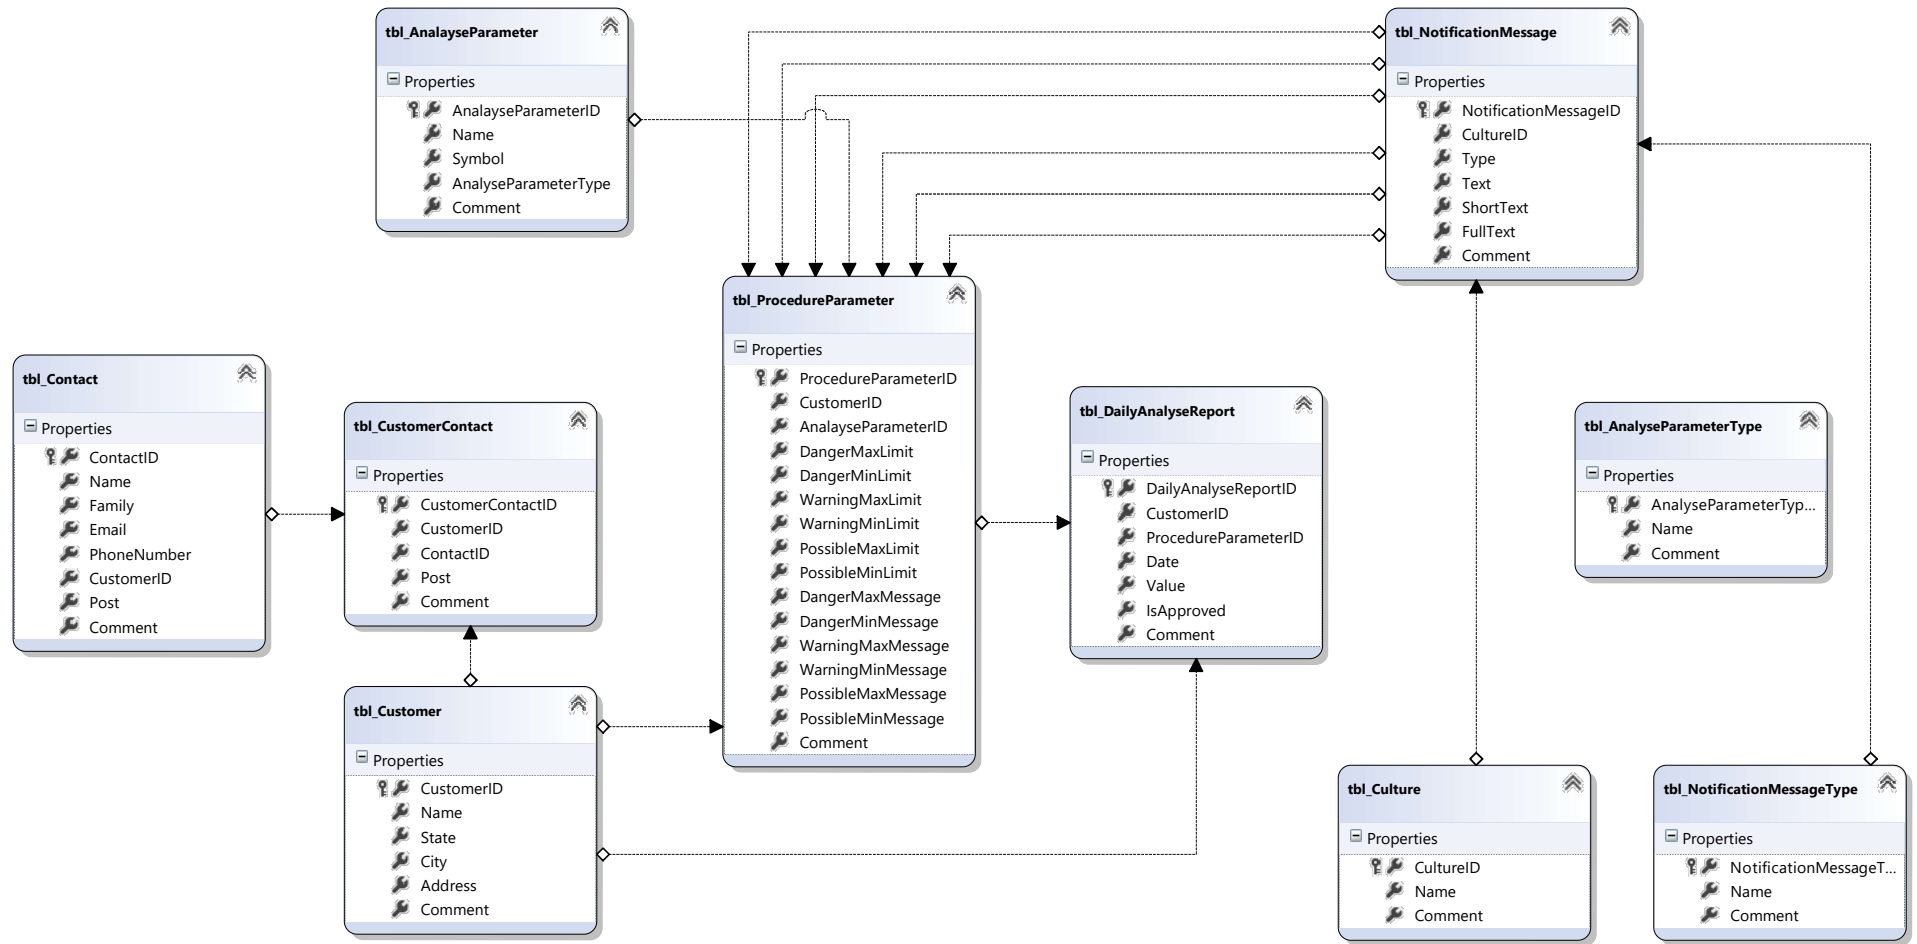 tbl_AnalayseParameter
Properties
AnalayseParameterID
Name
Symbol
AnalyseParameterType
Comment
tbl_NotificationMessage
Properties
NotificationMessageID
CultureID
Type
Text
ShortText
FullText
Comment
tbl_ProcedureParameter
Properties
ProcedureParameterID
CustomerID
AnalayseParameterID
DangerMaxLimit
DangerMinLimit
WarningMaxLimit
WarningMinLimit
PossibleMaxLimit
PossibleMinLimit
DangerMaxMessage
DangerMinMessage
WarningMaxMessage
WarningMinMessage
PossibleMaxMessage
PossibleMinMessage
Comment
tbl_Contact
Properties
ContactID
Name
Family
Email
PhoneNumber
CustomerID
Post
Comment
tbl_CustomerContact
Properties
CustomerContactID
CustomerID
ContactID
Post
Comment
tbl_DailyAnalyseReport
Properties
DailyAnalyseReportID
CustomerID
ProcedureParameterID
Date
Value
IsApproved
Comment
tbl_AnalyseParameterType
Properties
AnalyseParameterTyp...
Name
Comment
tbl_Customer
Properties
CustomerID
Name
State
City
Address
Comment
tbl_Culture
Properties
CultureID
Name
Comment
tbl_NotificationMessageType
Properties
NotificationMessageT...
Name
Comment